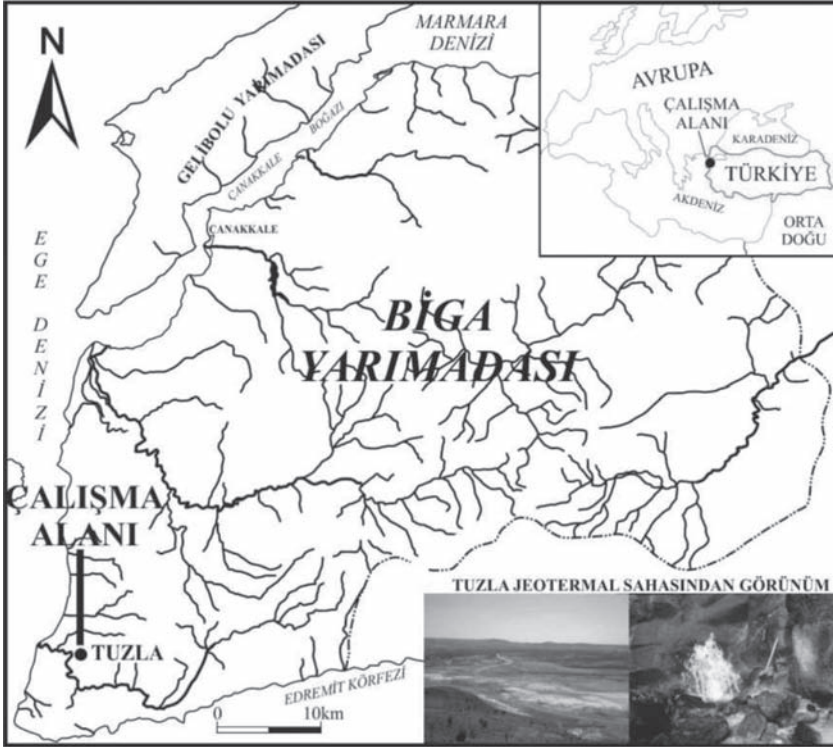 N
MARMARA
DENİZİ
GELİBOLU YARIMADASI
ÇANAKKALE BOĞAZI
ÇANAKKALE
EGE DENİZİ
BİGA
YARIMADASI
ÇALIŞMA
ALANI
TUZLA
EDREMİT KÖRFEZİ
0 10km
AVRUPA
ÇALIŞMA
ALANI
KARADENİZ
TÜRKİYE
AKDENİZ
ORTA
DOĞU
TUZLA JEOTERMAL SAHASINDAN GÖRÜNÜM